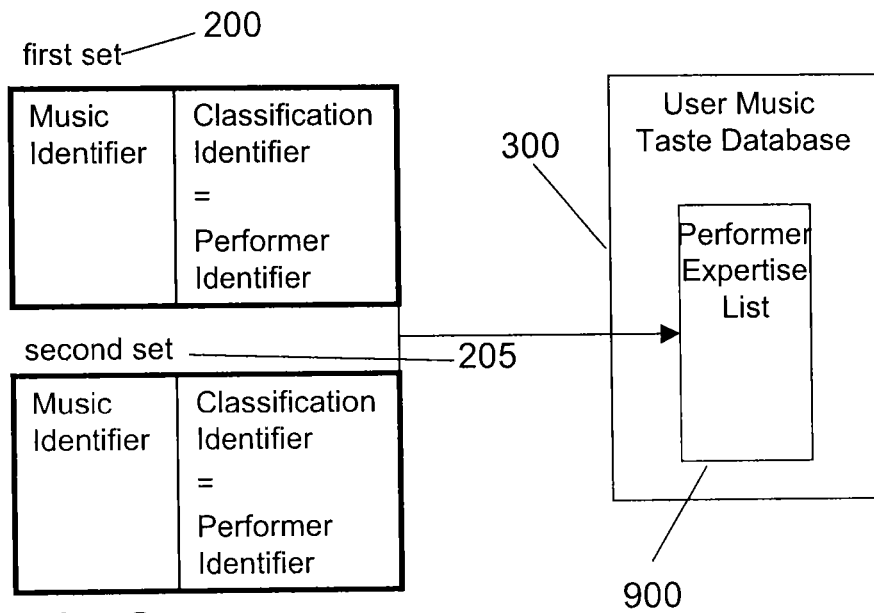 200
first set
Music
Identifier
Classification
Identifier
=
Performer
Identifier
second set
205
Music
Identifier
Classification
Identifier
=
Performer
Identifier
300
User Music
Taste Database
Performer
Expertise
List
900